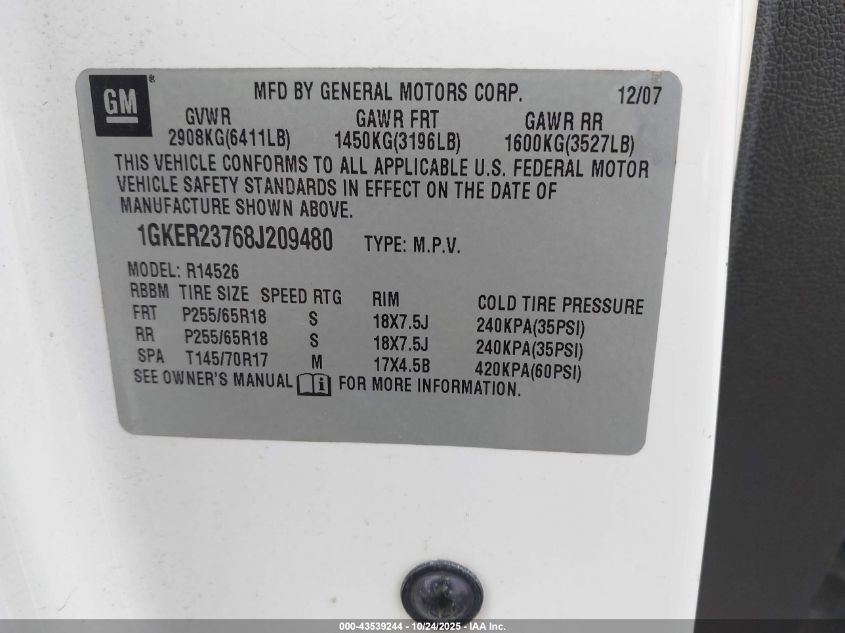 GM ® MFD BY GENERAL MOTORS CORP. 12/07
GVWR GAWR FRT GAWR RR
2908KG(6411LB) 1450KG(3196LB) 1600KG(3527LB)
THIS VEHICLE CONFORMS TO ALL APPLICABLE U.S. FEDERAL MOTOR
VEHICLE SAFETY STANDARDS IN EFFECT ON THE DATE OF
MANUFACTURE SHOWN ABOVE.
1GKER23768J209480 TYPE: M.P.V.
MODEL: R14526
RBBM TIRE SIZE SPEED RTG RIM COLD TIRE PRESSURE
FRT P255/65R18 S 18X7.5J 240KPA(35PSI)
RR P255/65R18 S 18X7.5J 240KPA(35PSI)
SPA T145/70R17 M 17X4.5B 420KPA(60PSI)
SEE OWNER'S MANUAL i FOR MORE INFORMATION.
000-43539244 - 10/24/2025 - © Copyright 2025 - IAA, Inc.